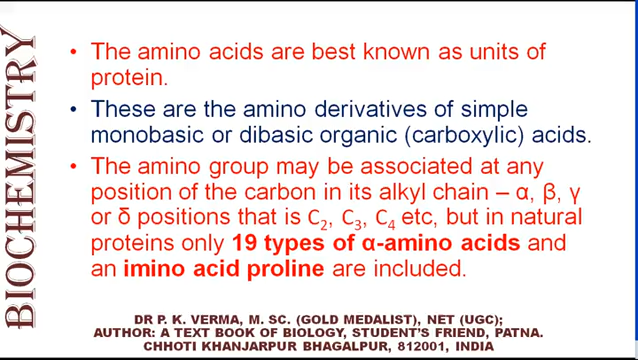 BIOCHEMISTRY
• The amino acids are best known as units of
protein.
• These are the amino derivatives of simple
monobasic or dibasic organic (carboxylic) acids.
• The amino group may be associated at any
position of the carbon in its alkyl chain – α, β, γ
or δ positions that is C₂, C₃, C₄ etc, but in natural
proteins only 19 types of α-amino acids and
an imino acid proline are included.
DR P. K. VERMA, M. SC. (GOLD MEDALIST), NET (UGC);
AUTHOR: A TEXT BOOK OF BIOLOGY, STUDENT'S FRIEND, PATNA.
CHHOTI KHANJARPUR BHAGALPUR, 812001, INDIA